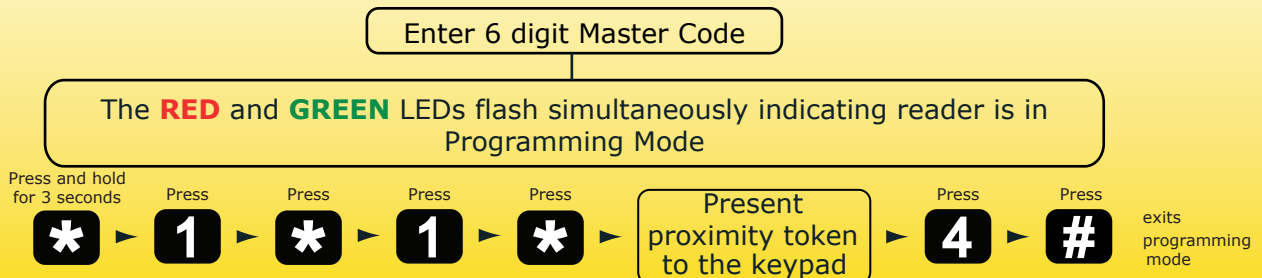 Enter 6 digit Master Code
The RED and GREEN LEDs flash simultaneously indicating reader is in
Programming Mode
Press and hold
for 3 seconds
Press
Press
Press
Press
Press
Press
* 1 * 1 *
Present
proximity token
to the keypad
4 #
exits
programming
mode